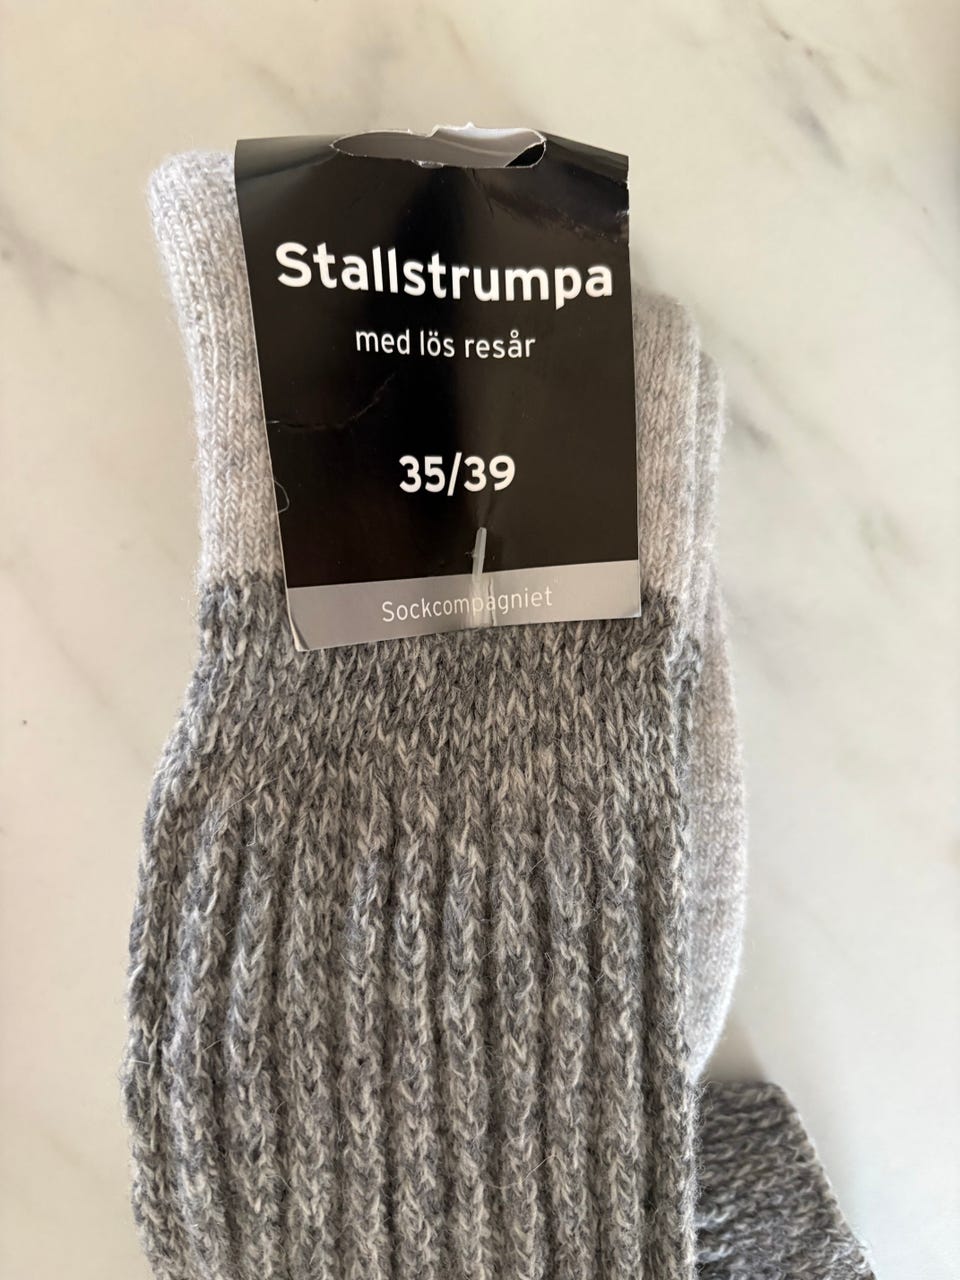 Stallstrumpa
med lös resår
35/39
Sockcompagniet